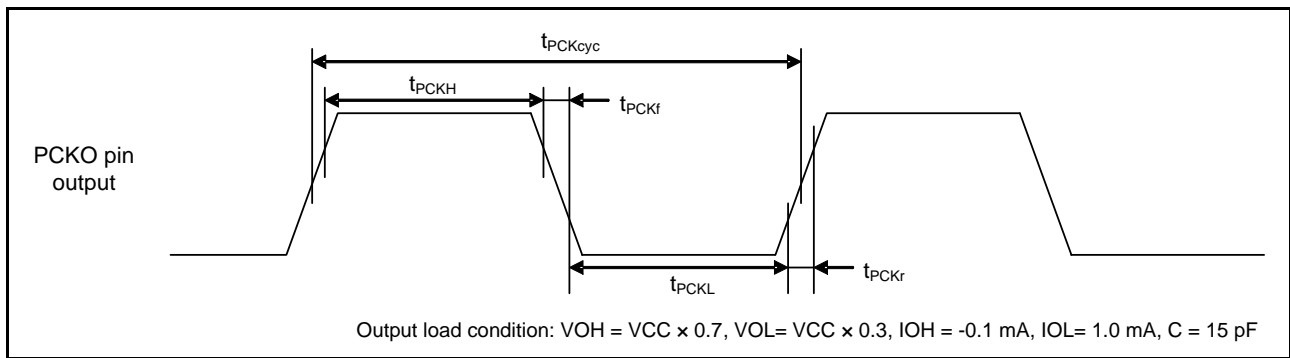 tPCKcyc
tPCKH
tPCKf
PCKO pin
output
tPCKL
tPCKr
Output load condition: VOH = VCC × 0.7, VOL= VCC × 0.3, IOH = -0.1 mA, IOL= 1.0 mA, C = 15 pF